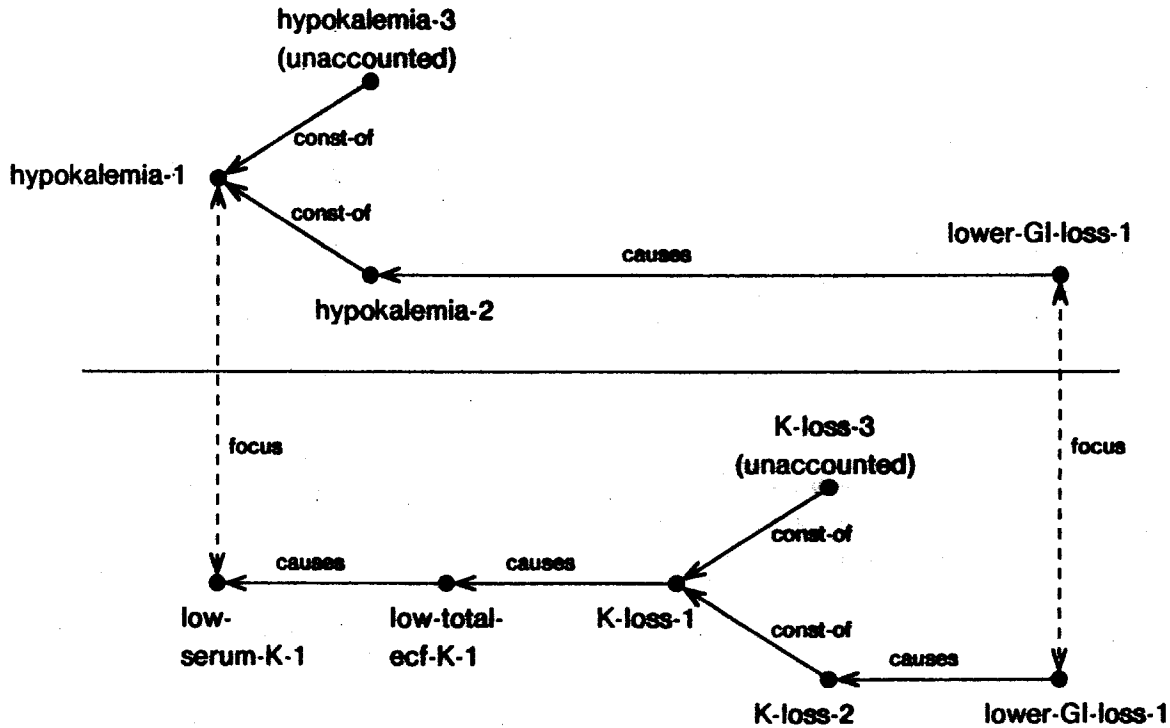 hypokalemia-3
(unaccounted)
const-of
hypokalemia-1
const-of
lower-GI-loss-1
causes
hypokalemia-2
K-loss-3
(unaccounted)
focus
focus
const-of
causes
causes
low-
serum-K-1
low-total-
ecf-K-1
K-loss-1
const-of
causes
K-loss-2
lower-GI-loss-1